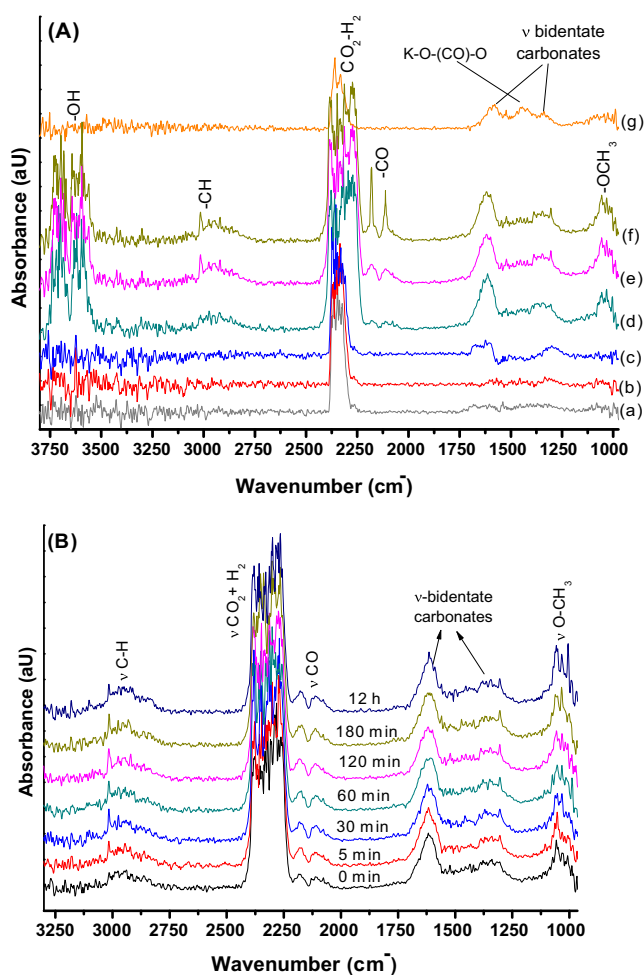 (A)
-OH
-CH
CO₂-H₂
-CO
K-O-(CO)-O
ν bidentate
carbonates
-OCH₃
(g)
(f)
(e)
(d)
(c)
(b)
(a)
Absorbance (aU)
3750 3500 3250 3000 2750 2500 2250 2000 1750 1500 1250 1000
Wavenumber (cm⁻)
(B)
ν C-H
ν CO₂+ H₂
ν CO
ν-bidentate
carbonates
ν O-CH₃
12 h
180 min
120 min
60 min
30 min
5 min
0 min
Absorbance (aU)
3250 3000 2750 2500 2250 2000 1750 1500 1250 1000
Wavenumber (cm⁻)